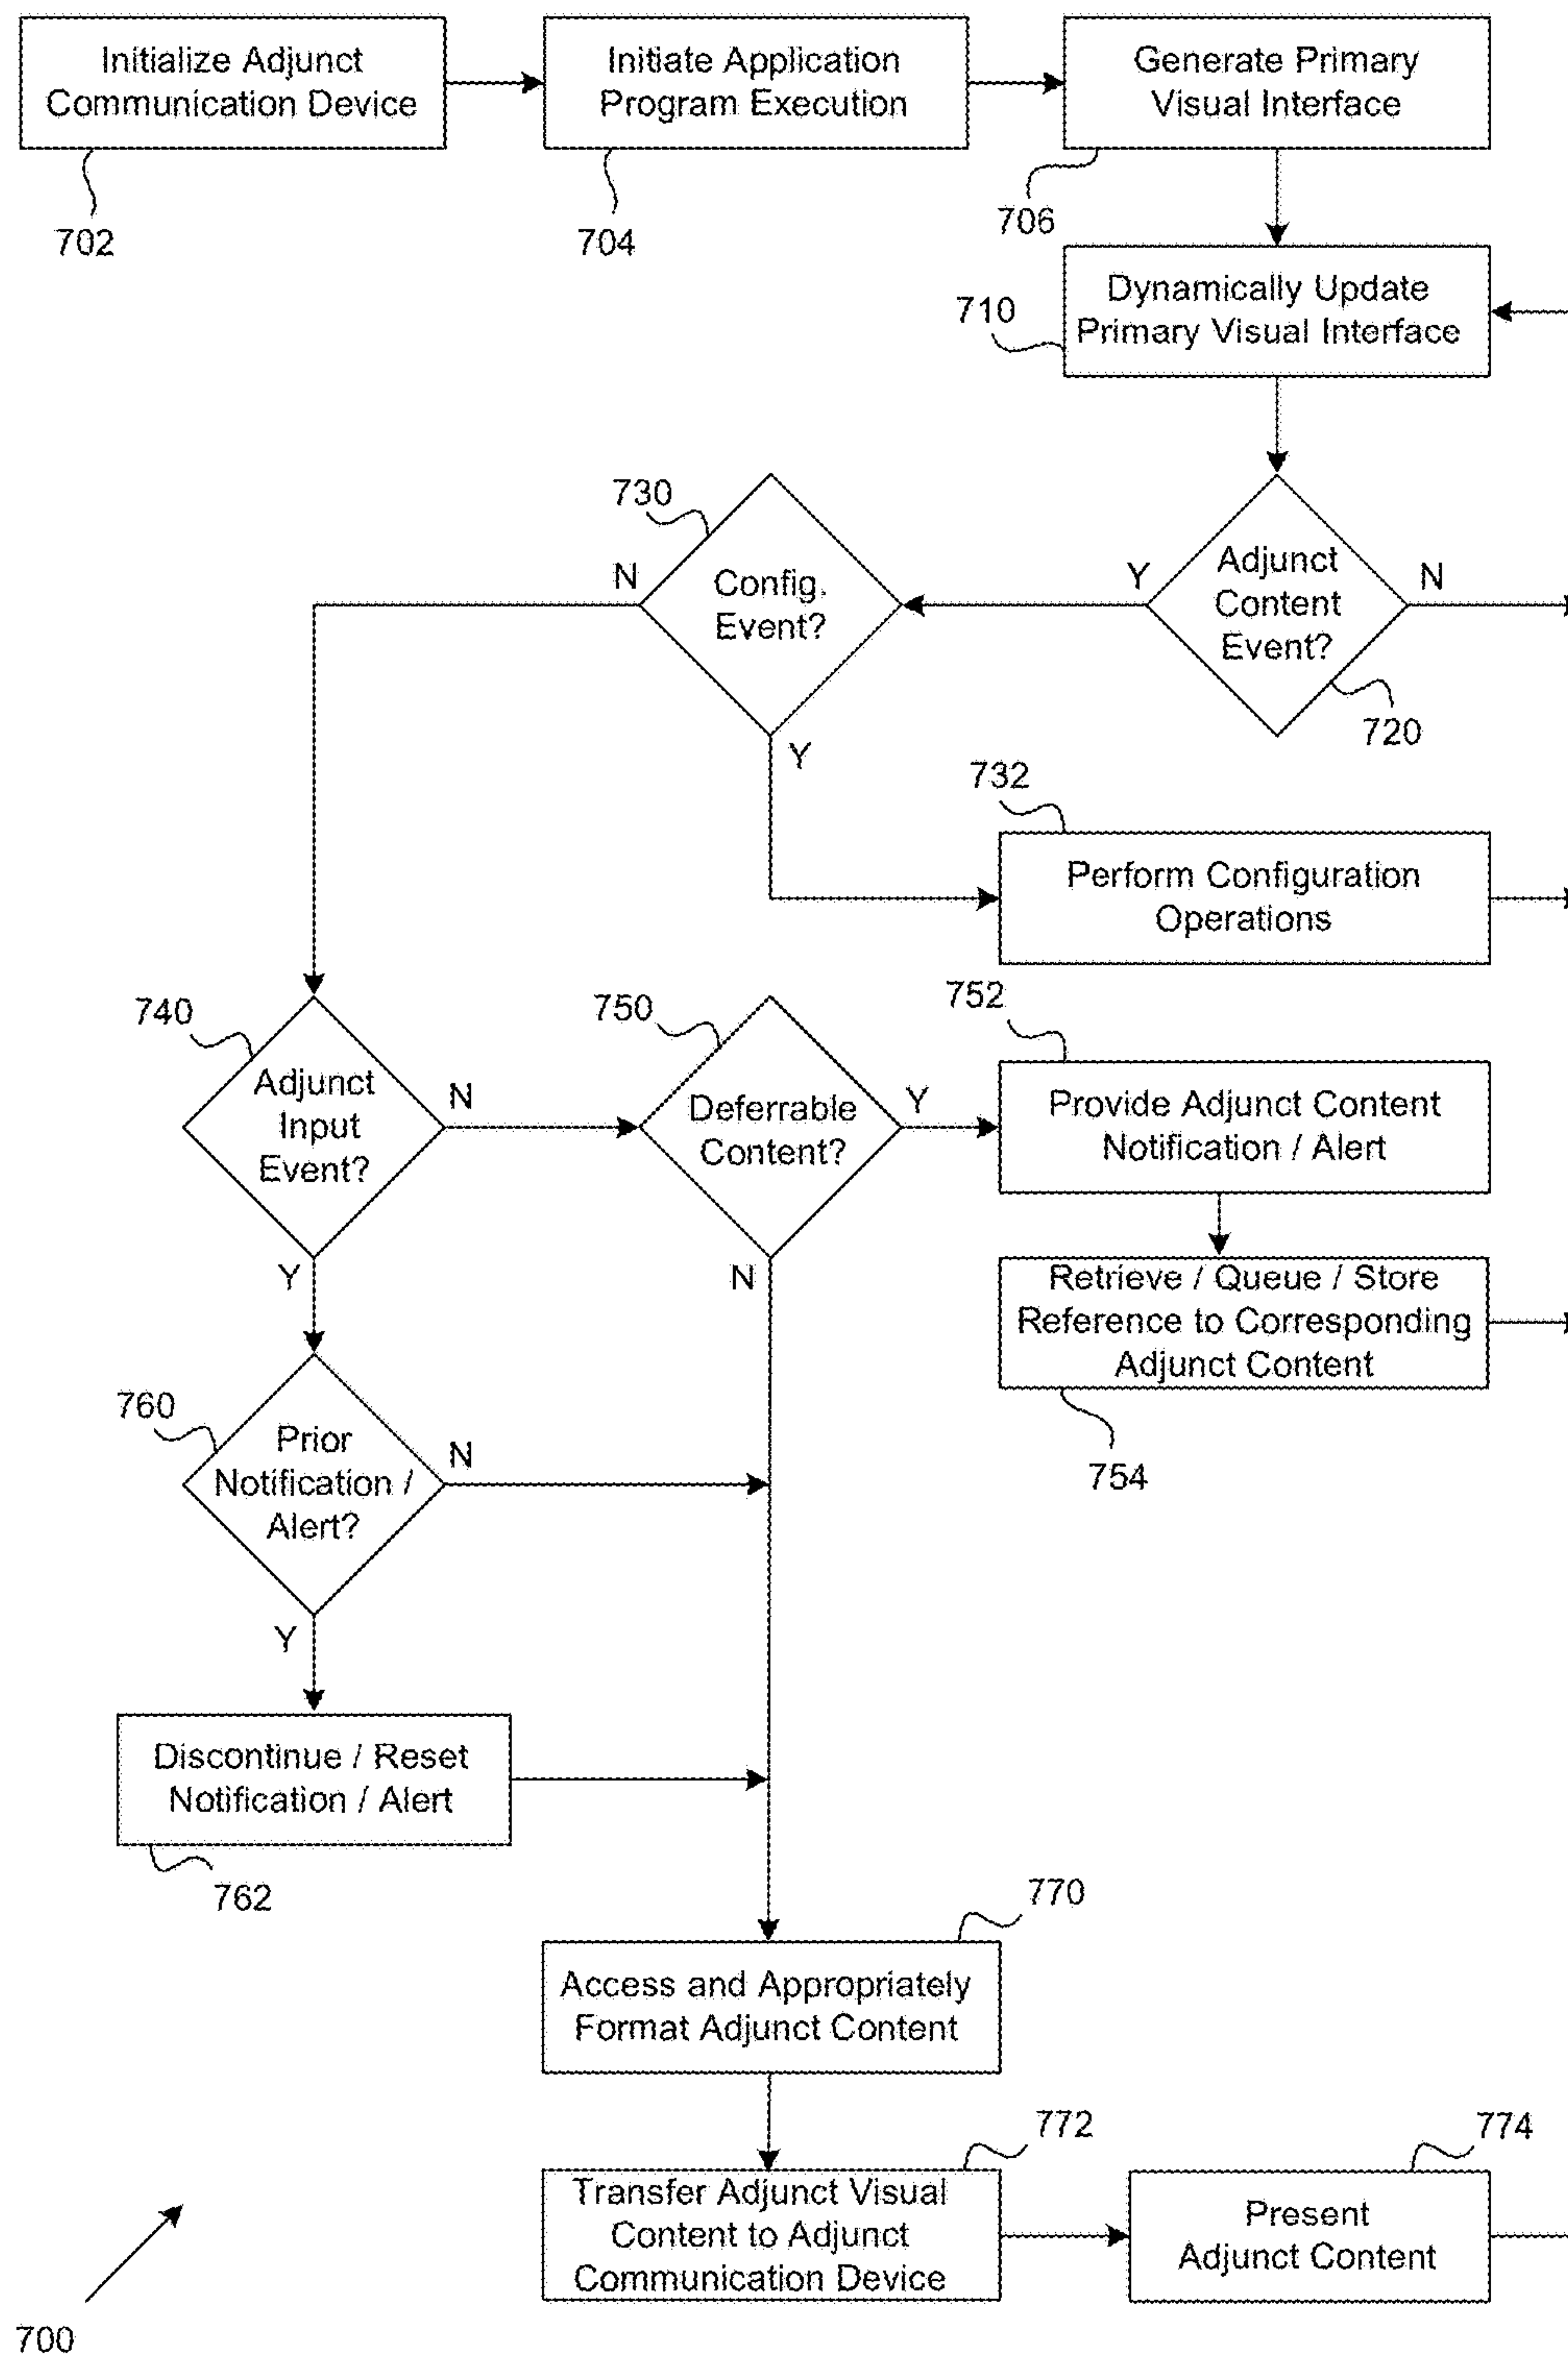 Initialize Adjunct
Communication Device
702
Initiate Application
Program Execution
704
Generate Primary
Visual Interface
706
Dynamically Update
Primary Visual Interface
710
Adjunct
Content
Event?
Y
N
720
730
Config.
Event?
N
Y
732
Perform Configuration
Operations
740
Adjunct
Input
Event?
N
Y
750
Deferrable
Content?
Y
N
752
Provide Adjunct Content
Notification / Alert
Retrieve / Queue / Store
Reference to Corresponding
Adjunct Content
754
760
Prior
Notification /
Alert?
N
Y
Discontinue / Reset
Notification / Alert
762
770
Access and Appropriately
Format Adjunct Content
772
Transfer Adjunct Visual
Content to Adjunct
Communication Device
774
Present
Adjunct Content
700